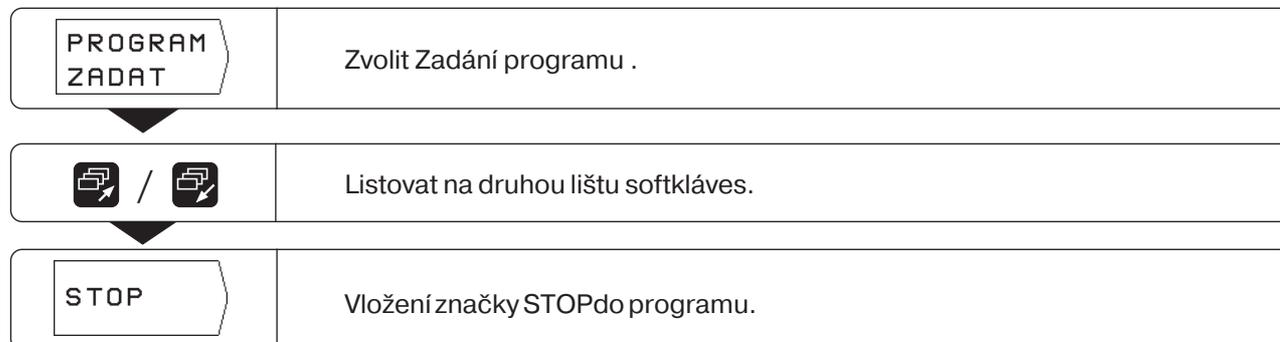 PROGRAM
ZADAT
Zvolit Zadání programu .
/
Listovat na druhou lištu softkláves.
STOP
Vložení značky STOPdo programu.